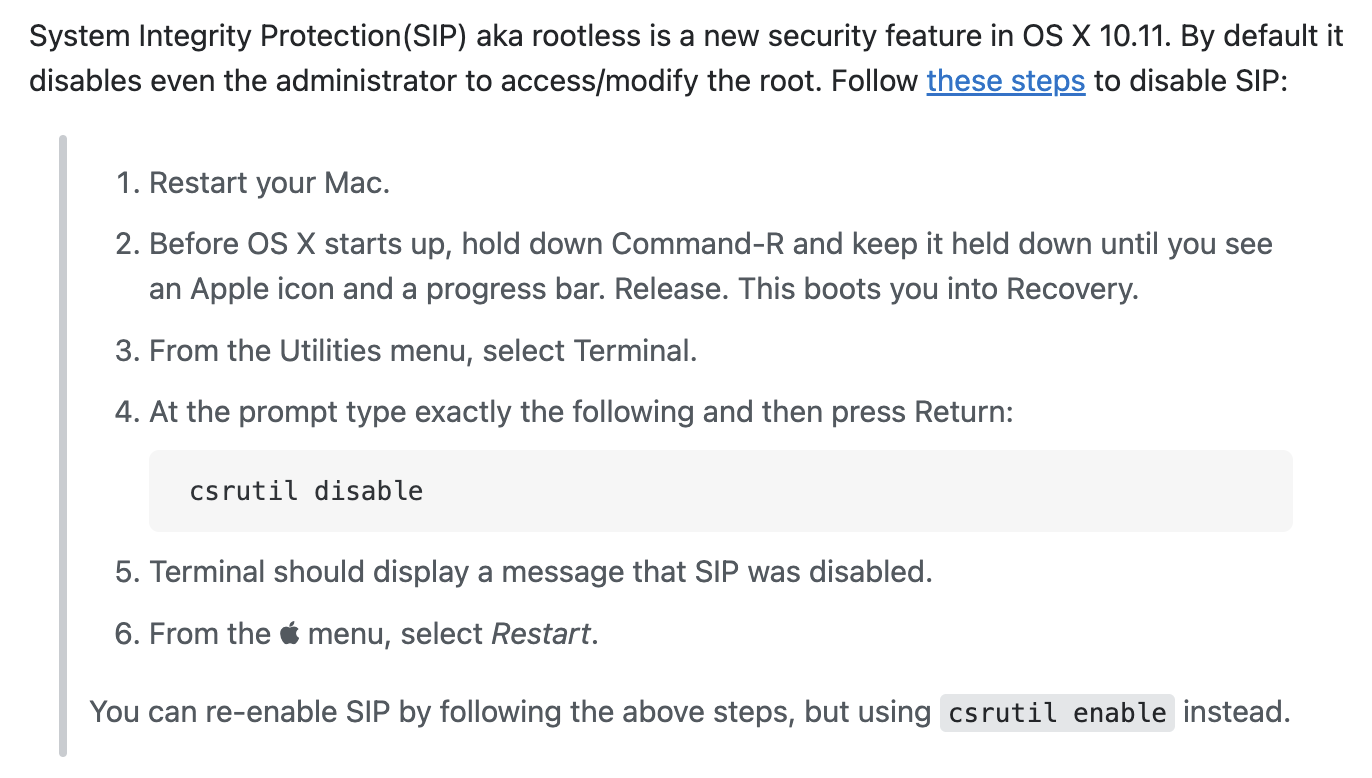 System Integrity Protection(SIP) aka rootless is a new security feature in OS X 10.11. By default it
disables even the administrator to access/modify the root. Follow these steps to disable SIP:
1. Restart your Mac.
2. Before OS X starts up, hold down Command-R and keep it held down until you see
an Apple icon and a progress bar. Release. This boots you into Recovery.
3. From the Utilities menu, select Terminal.
4. At the prompt type exactly the following and then press Return:
csrutil disable
5. Terminal should display a message that SIP was disabled.
6. From the  menu, select Restart.
You can re-enable SIP by following the above steps, but using csrutil enable instead.